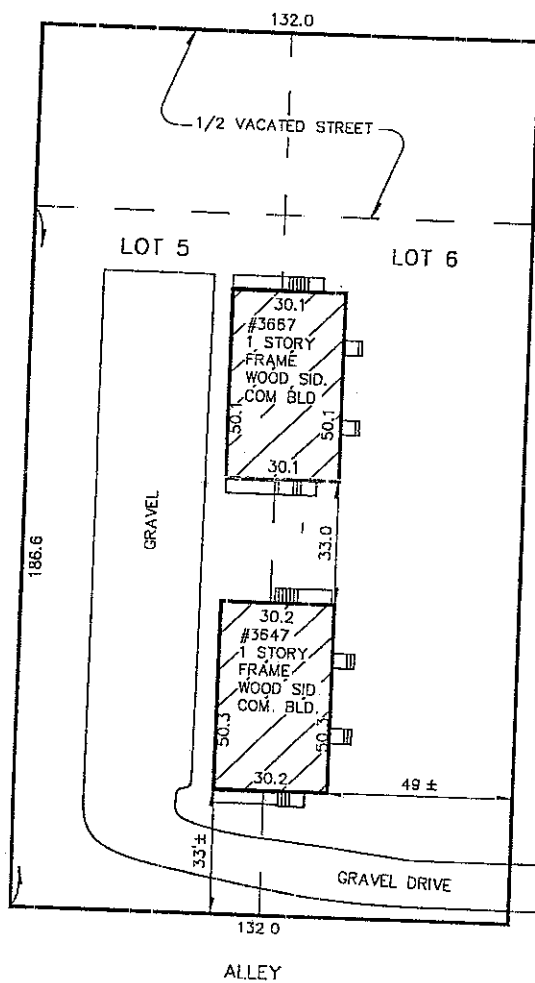 132.0
1/2 VACATED STREET
LOT 5
LOT 6
30.1
#3667
1 STORY
FRAME
WOOD SID.
COM BLD
50.1
50.1
30.1
GRAVEL
186.6
33.0
30.2
#3647
1 STORY
FRAME
WOOD SID
COM. BLD.
50.3
50.3
30.2
49 ±
33'±
GRAVEL DRIVE
132 0
ALLEY